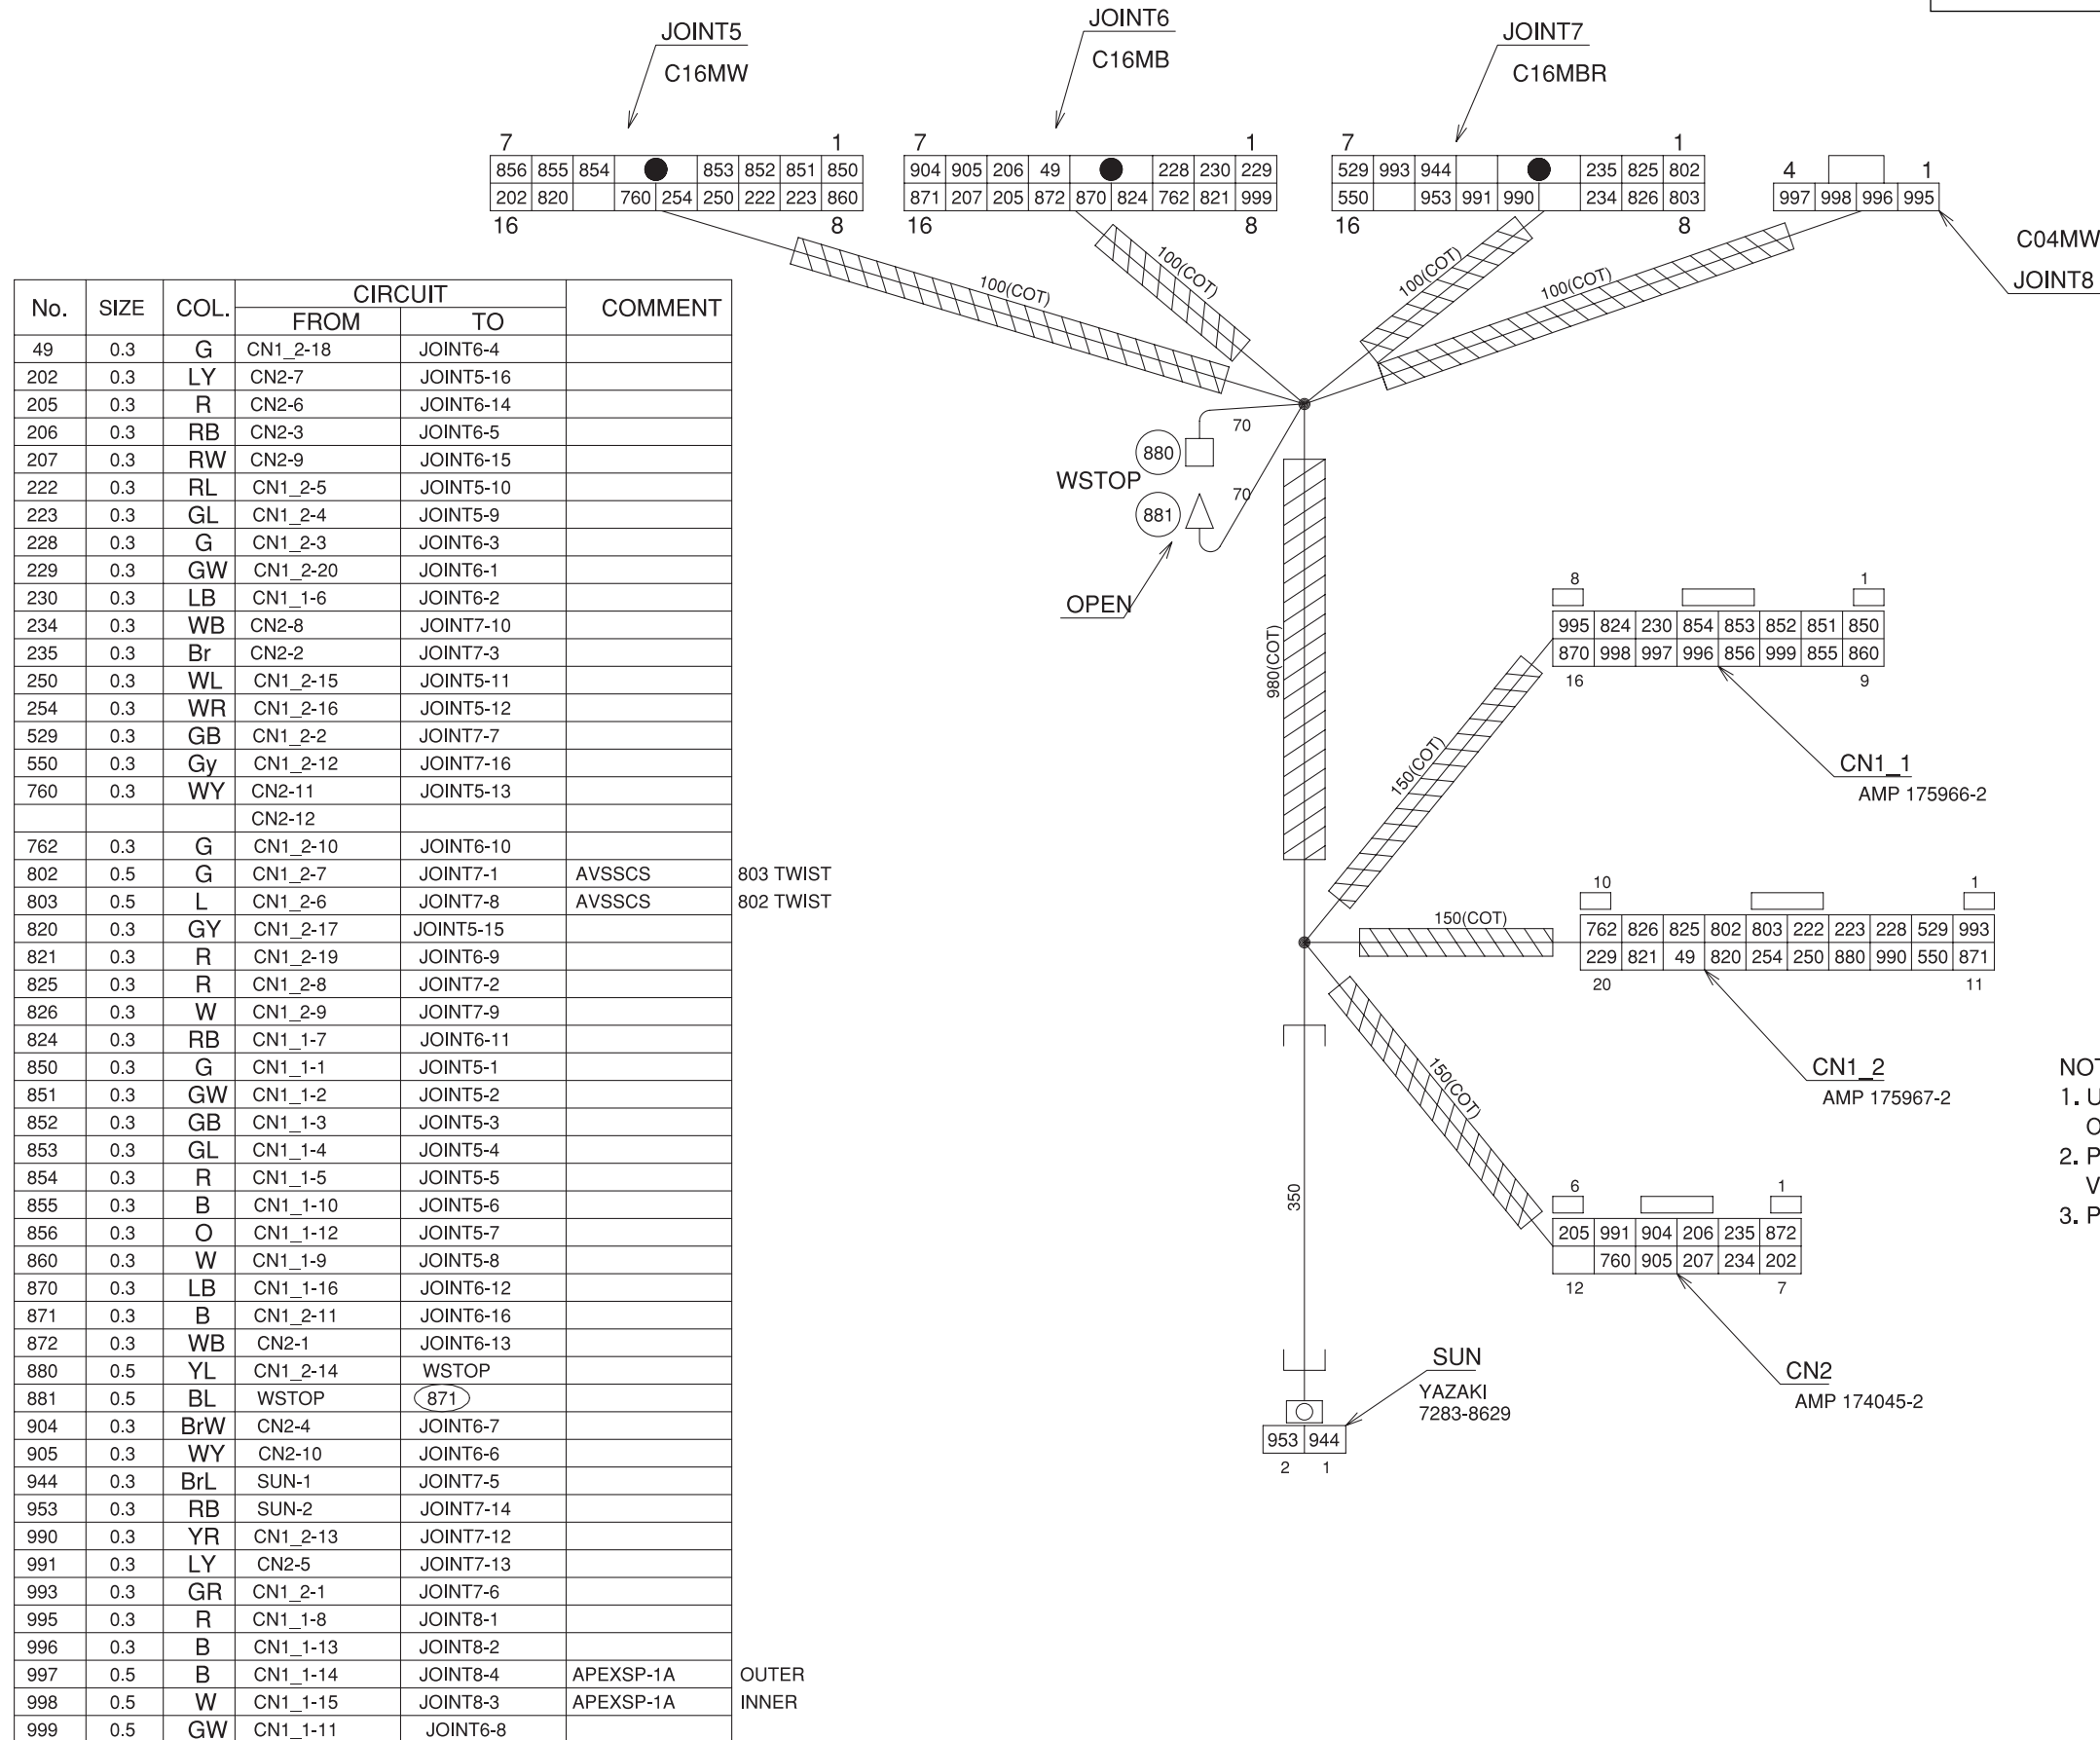 JOINT5
C16MW
JOINT6
C16MB
JOINT7
C16MBR
7 1
856 855 854 853 852 851 850
202 820 760 254 250 222 223 860
16 8
7 1
904 905 206 49 228 230 229
871 207 205 872 870 824 762 821 999
16 8
7 1
529 993 944 235 825 802
550 953 991 990 234 826 803
16 8
4 1
997 998 996 995
C04MW
JOINT8
100(COT)
100(COT)
100(COT)
100(COT)
70
880
WSTOP
70
881
OPEN
980(COT)
8 1
995 824 230 854 853 852 851 850
870 998 997 996 856 999 855 860
16 9
150(COT)
CN1_1
AMP 175966-2
10 1
150(COT)
762 826 825 802 803 222 223 228 529 993
229 821 49 820 254 250 880 990 550 871
20 11
CN1_2
AMP 175967-2
150(COT)
6 1
205 991 904 206 235 872
760 905 207 234 202
12 7
CN2
AMP 174045-2
350
SUN
YAZAKI
7283-8629
953 944
2 1
NOT
1. U
O
2. P
V
3. P
No. SIZE COL. CIRCUIT COMMENT
FROM TO
49 0.3 G CN1_2-18 JOINT6-4
202 0.3 LY CN2-7 JOINT5-16
205 0.3 R CN2-6 JOINT6-14
206 0.3 RB CN2-3 JOINT6-5
207 0.3 RW CN2-9 JOINT6-15
222 0.3 RL CN1_2-5 JOINT5-10
223 0.3 GL CN1_2-4 JOINT5-9
228 0.3 G CN1_2-3 JOINT6-3
229 0.3 GW CN1_2-20 JOINT6-1
230 0.3 LB CN1_1-6 JOINT6-2
234 0.3 WB CN2-8 JOINT7-10
235 0.3 Br CN2-2 JOINT7-3
250 0.3 WL CN1_2-15 JOINT5-11
254 0.3 WR CN1_2-16 JOINT5-12
529 0.3 GB CN1_2-2 JOINT7-7
550 0.3 Gy CN1_2-12 JOINT7-16
760 0.3 WY CN2-11 JOINT5-13
CN2-12
762 0.3 G CN1_2-10 JOINT6-10
802 0.5 G CN1_2-7 JOINT7-1 AVSSCS 803 TWIST
803 0.5 L CN1_2-6 JOINT7-8 AVSSCS 802 TWIST
820 0.3 GY CN1_2-17 JOINT5-15
821 0.3 R CN1_2-19 JOINT6-9
825 0.3 R CN1_2-8 JOINT7-2
826 0.3 W CN1_2-9 JOINT7-9
824 0.3 RB CN1_1-7 JOINT6-11
850 0.3 G CN1_1-1 JOINT5-1
851 0.3 GW CN1_1-2 JOINT5-2
852 0.3 GB CN1_1-3 JOINT5-3
853 0.3 GL CN1_1-4 JOINT5-4
854 0.3 R CN1_1-5 JOINT5-5
855 0.3 B CN1_1-10 JOINT5-6
856 0.3 O CN1_1-12 JOINT5-7
860 0.3 W CN1_1-9 JOINT5-8
870 0.3 LB CN1_1-16 JOINT6-12
871 0.3 B CN1_2-11 JOINT6-16
872 0.3 WB CN2-1 JOINT6-13
880 0.5 YL CN1_2-14 WSTOP
881 0.5 BL WSTOP 871
904 0.3 BrW CN2-4 JOINT6-7
905 0.3 WY CN2-10 JOINT6-6
944 0.3 BrL SUN-1 JOINT7-5
953 0.3 RB SUN-2 JOINT7-14
990 0.3 YR CN1_2-13 JOINT7-12
991 0.3 LY CN2-5 JOINT7-13
993 0.3 GR CN1_2-1 JOINT7-6
995 0.3 R CN1_1-8 JOINT8-1
996 0.3 B CN1_1-13 JOINT8-2
997 0.5 B CN1_1-14 JOINT8-4 APEXSP-1A OUTER
998 0.5 W CN1_1-15 JOINT8-3 APEXSP-1A INNER
999 0.5 GW CN1_1-11 JOINT6-8